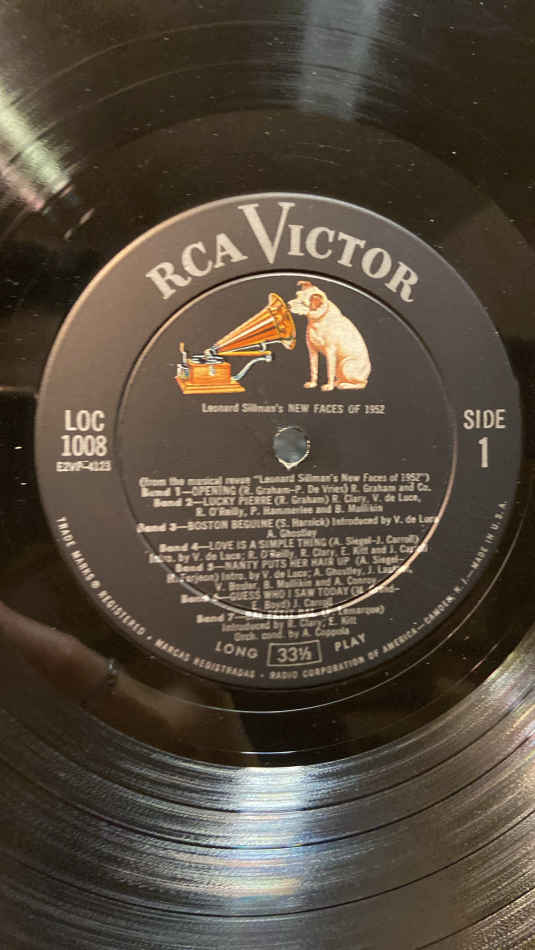 RCA VICTOR
Leonard Sillman's NEW FACES OF 1952
LOC
1008
E2VP-4123
SIDE
1
(from the musical revue "Leonard Sillman's New Faces of 1952")
Band 1—OPENING (R. Graham-P. De Vries) R. Graham and Co.
Band 2—LUCKY PIERRE (R. Graham) R. Clary, V. de Luce,
R. O'Reilly, P. Hammerlee and B. Mullikin
Band 3—BOSTON BEGUINE (S. Harnick) Introduced by V. de Luce
A. Ghostley
Band 4—LOVE IS A SIMPLE THING (A. Siegel-J. Carroll)
Intro. by V. de Luce, R. O'Reilly, R. Clary, E. Kitt and J. Carroll
Band 5—NANTY PUTS HER HAIR UP (A. Siegel-
H. Farjeon) Intro. by V. de Luce; A. Ghostley, J.
V. B. Mullikin and A. Conroy
Band 6—GUESS WHO I SAW TODAY (M.
E. Boyd) J. Carroll
Band 7—
Introduced R. Clary; E. Kitt
Orch. cond. by A. Coppola
LONG 33⅓ PLAY
TRADE MARKS ® REGISTERED • MARCAS REGISTRADAS • RADIO CORPORATION OF AMERICA—CAMDEN, N. J.—MADE IN U.S.A.